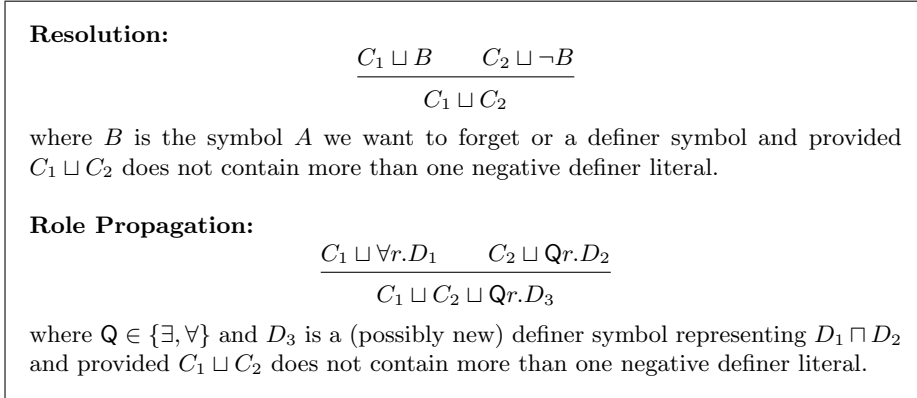 Resolution:
C₁ ⊔ B      C₂ ⊔ ¬B
C₁ ⊔ C₂
where B is the symbol A we want to forget or a definer symbol and provided
C₁ ⊔ C₂ does not contain more than one negative definer literal.
Role Propagation:
C₁ ⊔ ∀r.D₁      C₂ ⊔ Qr.D₂
C₁ ⊔ C₂ ⊔ Qr.D₃
where Q ∈ {∃, ∀} and D₃ is a (possibly new) definer symbol representing D₁ ⊓ D₂
and provided C₁ ⊔ C₂ does not contain more than one negative definer literal.